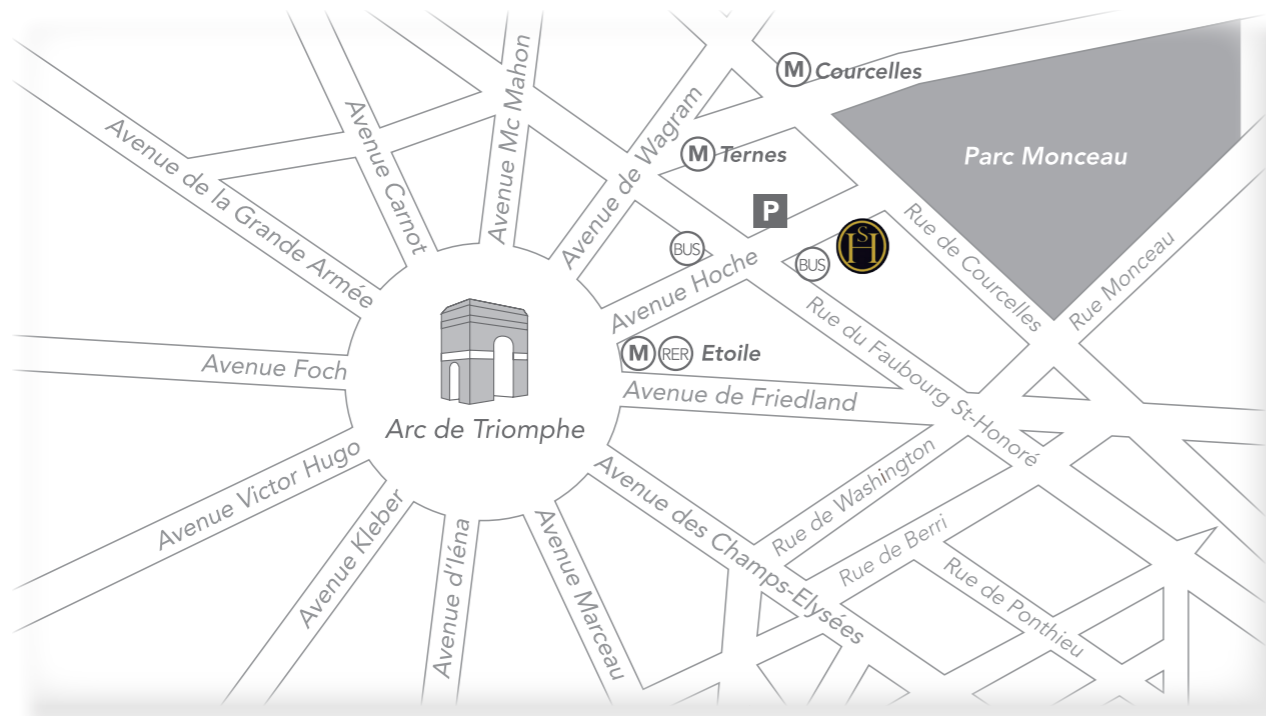 M Courcelles
Avenue Mc Mahon
Avenue de Wagram
Avenue Carnot
Avenue de la Grande Armée
M Ternes
Parc Monceau
P
BUS
BUS
SH
Rue de Courcelles
Rue Monceau
Avenue Hoche
Rue du Faubourg St-Honoré
M RER Etoile
Avenue Foch
Avenue de Friedland
Arc de Triomphe
Avenue Victor Hugo
Avenue Kleber
Avenue d'Iéna
Avenue Marceau
Avenue des Champs-Elysées
Rue de Washington
Rue de Berri
Rue de Ponthieu